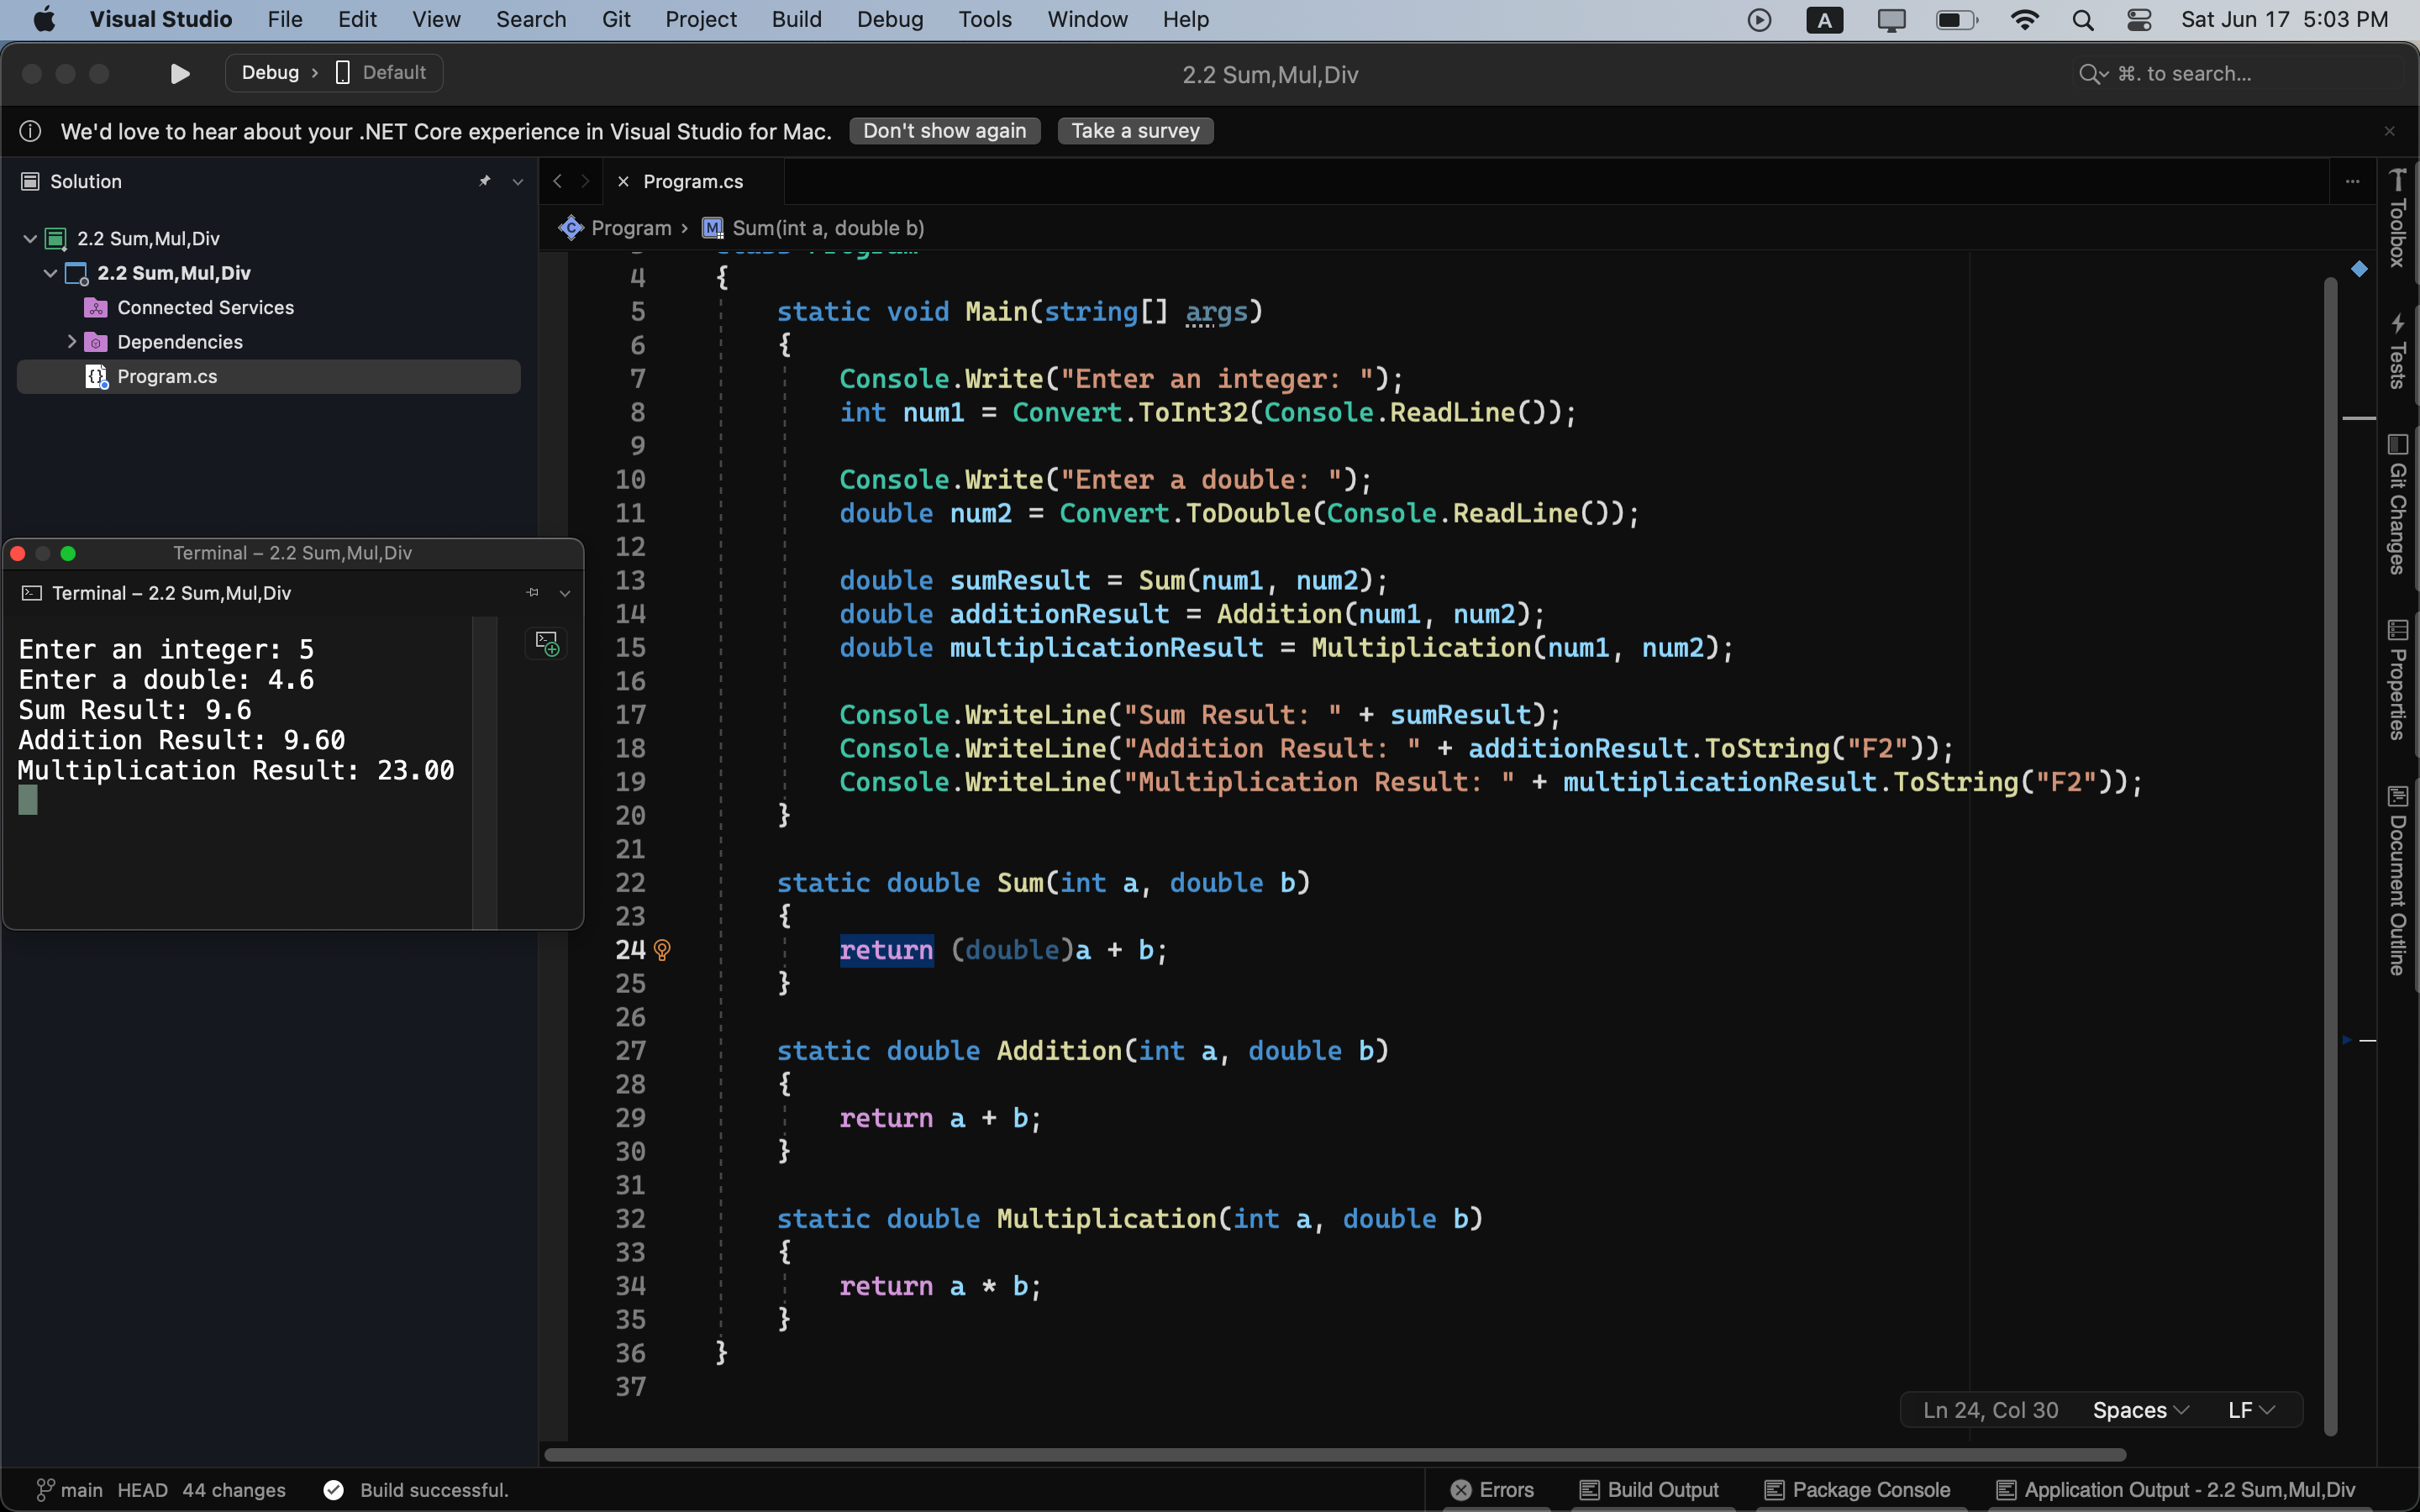 Visual Studio File Edit View Search Git Project Build Debug Tools Window Help A Sat Jun 17 5:03 PM
Debug › Default 2.2 Sum,Mul,Div ⌘. to search...
We'd love to hear about your .NET Core experience in Visual Studio for Mac. Don't show again Take a survey
Solution
2.2 Sum,Mul,Div
2.2 Sum,Mul,Div
Connected Services
Dependencies
Program.cs
Terminal – 2.2 Sum,Mul,Div
Terminal – 2.2 Sum,Mul,Div
Enter an integer: 5
Enter a double: 4.6
Sum Result: 9.6
Addition Result: 9.60
Multiplication Result: 23.00
Program.cs
Program › M Sum(int a, double b)
4 {
5 static void Main(string[] args)
6 {
7 Console.Write("Enter an integer: ");
8 int num1 = Convert.ToInt32(Console.ReadLine());
9
10 Console.Write("Enter a double: ");
11 double num2 = Convert.ToDouble(Console.ReadLine());
12
13 double sumResult = Sum(num1, num2);
14 double additionResult = Addition(num1, num2);
15 double multiplicationResult = Multiplication(num1, num2);
16
17 Console.WriteLine("Sum Result: " + sumResult);
18 Console.WriteLine("Addition Result: " + additionResult.ToString("F2"));
19 Console.WriteLine("Multiplication Result: " + multiplicationResult.ToString("F2"));
20 }
21
22 static double Sum(int a, double b)
23 {
24 return (double)a + b;
25 }
26
27 static double Addition(int a, double b)
28 {
29 return a + b;
30 }
31
32 static double Multiplication(int a, double b)
33 {
34 return a * b;
35 }
36 }
37
Ln 24, Col 30 Spaces LF
Toolbox
Tests
Git Changes
Properties
Document Outline
main HEAD 44 changes Build successful. Errors Build Output Package Console Application Output - 2.2 Sum,Mul,Div